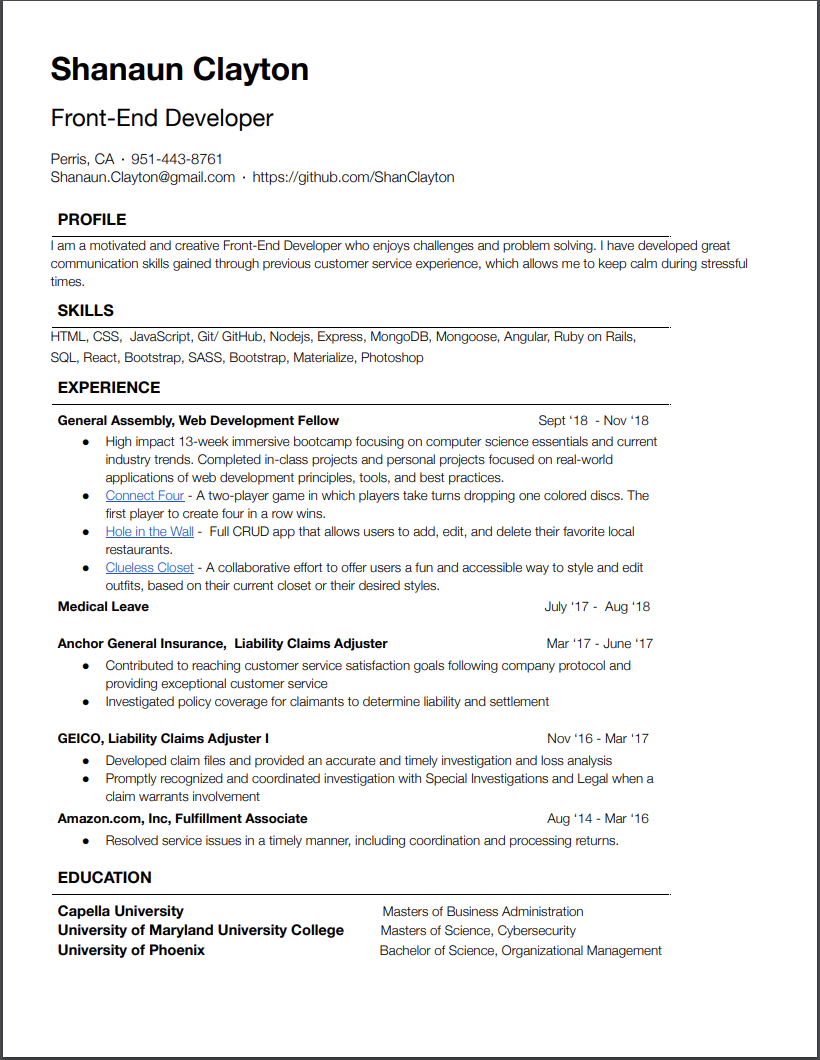 Shanaun Clayton
Front-End Developer
Perris, CA · 951-443-8761
Shanaun.Clayton@gmail.com · https://github.com/ShanClayton
PROFILE
I am a motivated and creative Front-End Developer who enjoys challenges and problem solving. I have developed great
communication skills gained through previous customer service experience, which allows me to keep calm during stressful
times.
SKILLS
HTML, CSS, JavaScript, Git/ GitHub, Nodejs, Express, MongoDB, Mongoose, Angular, Ruby on Rails,
SQL, React, Bootstrap, SASS, Bootstrap, Materialize, Photoshop
EXPERIENCE
General Assembly, Web Development Fellow Sept ‘18 - Nov ‘18
● High impact 13-week immersive bootcamp focusing on computer science essentials and current
industry trends. Completed in-class projects and personal projects focused on real-world
applications of web development principles, tools, and best practices.
● Connect Four - A two-player game in which players take turns dropping one colored discs. The
first player to create four in a row wins.
● Hole in the Wall - Full CRUD app that allows users to add, edit, and delete their favorite local
restaurants.
● Clueless Closet - A collaborative effort to offer users a fun and accessible way to style and edit
outfits, based on their current closet or their desired styles.
Medical Leave July ‘17 - Aug ‘18
Anchor General Insurance, Liability Claims Adjuster Mar ‘17 - June ‘17
● Contributed to reaching customer service satisfaction goals following company protocol and
providing exceptional customer service
● Investigated policy coverage for claimants to determine liability and settlement
GEICO, Liability Claims Adjuster I Nov ‘16 - Mar ‘17
● Developed claim files and provided an accurate and timely investigation and loss analysis
● Promptly recognized and coordinated investigation with Special Investigations and Legal when a
claim warrants involvement
Amazon.com, Inc, Fulfillment Associate Aug ‘14 - Mar ‘16
● Resolved service issues in a timely manner, including coordination and processing returns.
EDUCATION
Capella University Masters of Business Administration
University of Maryland University College Masters of Science, Cybersecurity
University of Phoenix Bachelor of Science, Organizational Management